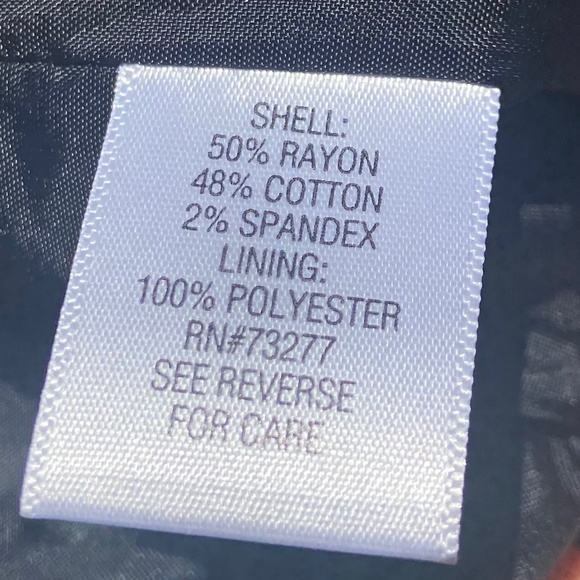 SHELL:
50% RAYON
48% COTTON
2% SPANDEX
LINING:
100% POLYESTER
RN#73277
SEE REVERSE
FOR CARE